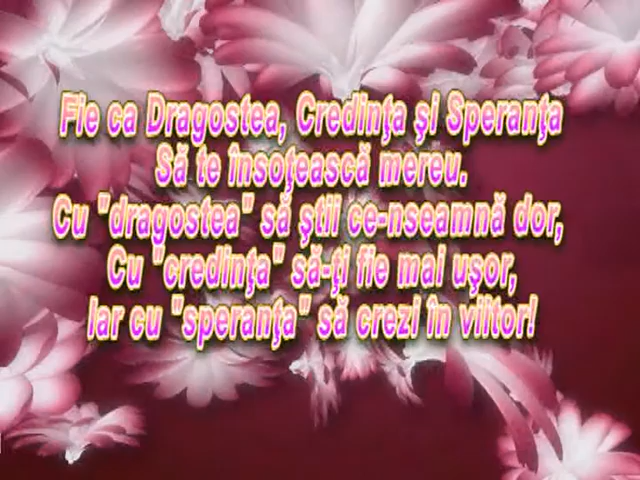 Fie ca Dragostea, Credinţa şi Speranţa
Să te însoţească mereu.
Cu "dragostea" să ştii ce-nseamnă dor,
Cu "credinţa" să-ţi fie mai uşor,
Iar cu "speranţa" să crezi în viitor!